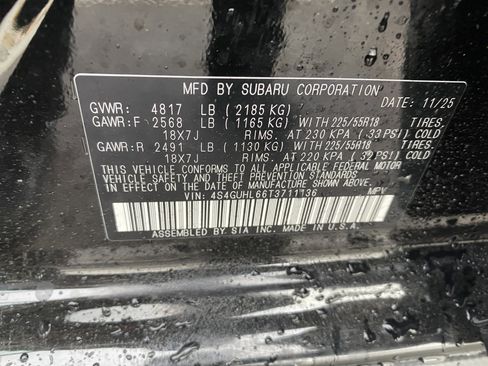 MFD BY SUBARU CORPORATION
GVWR: 4817 LB (2185 KG) DATE: 11/25
GAWR:F 2568 LB (1165 KG) WITH 225/55R18 TIRES,
18X7J RIMS, AT 230 KPA (33 PSI) COLD
GAWR:R 2491 LB (1130 KG) WITH 225/55R18 TIRES,
18X7J RIMS, AT 220 KPA (32 PSI) COLD
THIS VEHICLE CONFORMS TO ALL APPLICABLE FEDERAL MOTOR
VEHICLE SAFETY AND THEFT PREVENTION STANDARDS
IN EFFECT ON THE DATE OF MANUFACTURE SHOWN ABOVE.
VIN: MPV
ASSEMBLED BY SIA INC. MADE IN U.S.A.